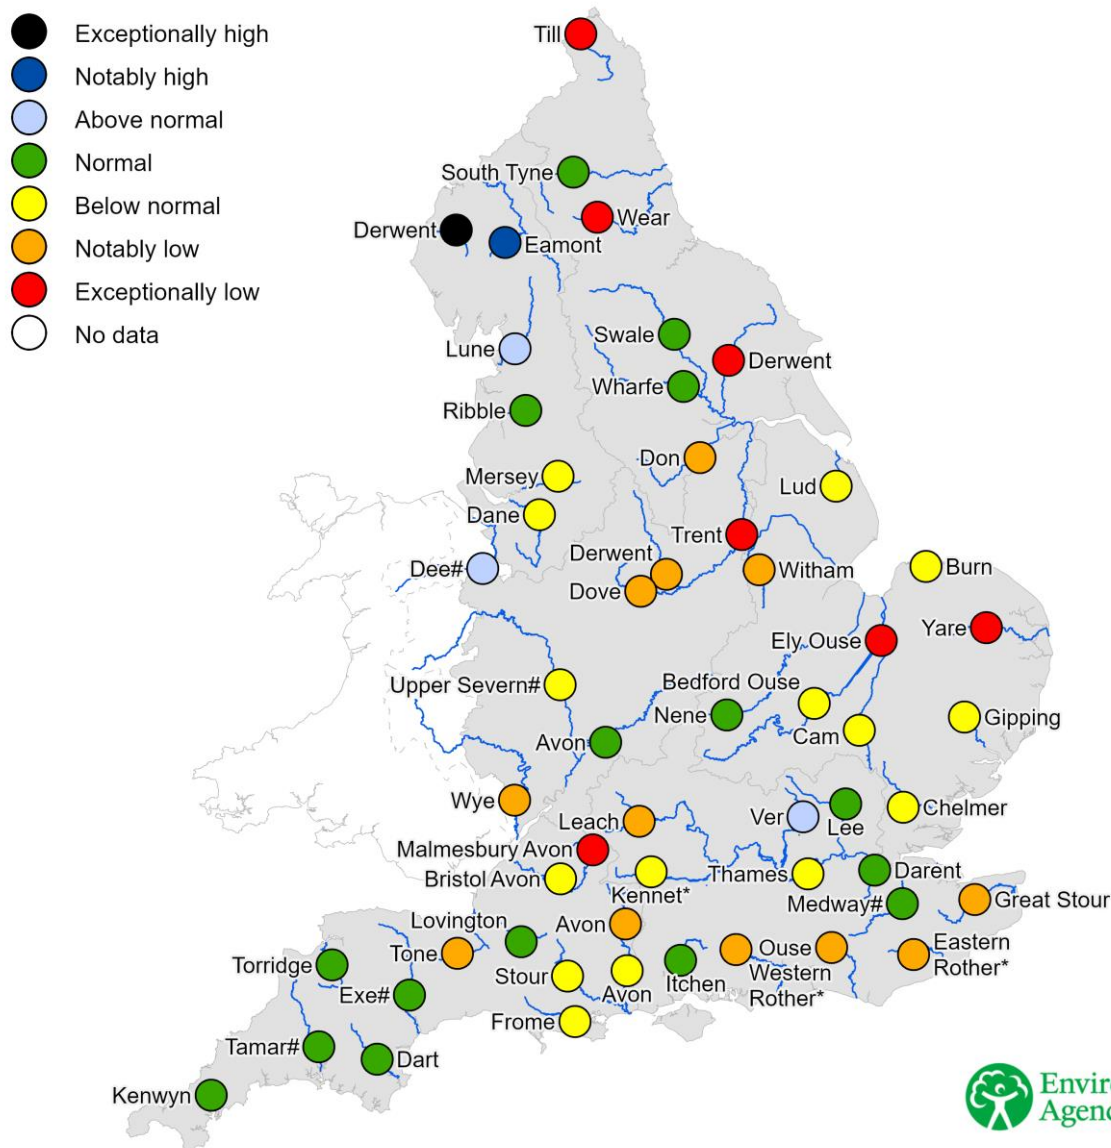 Exceptionally high
Notably high
Above normal
Normal
Below normal
Notably low
Exceptionally low
No data
Till
South Tyne
Wear
Derwent
Eamont
Swale
Lune
Derwent
Wharfe
Ribble
Don
Mersey
Lud
Dane
Trent
Derwent
Dee#
Witham
Burn
Dove
Yare
Ely Ouse
Bedford Ouse
Upper Severn#
Nene
Gipping
Cam
Avon
Wye
Chelmer
Ver
Leach
Lee
Malmesbury Avon
Darent
Bristol Avon
Thames
Kennet*
Great Stour
Medway#
Lovington
Avon
Eastern
Rother*
Tone
Ouse
Torridge
Western
Rother*
Stour
Itchen
Exe#
Avon
Frome
Tamar#
Dart
Kenwyn
Enviro
Agenc